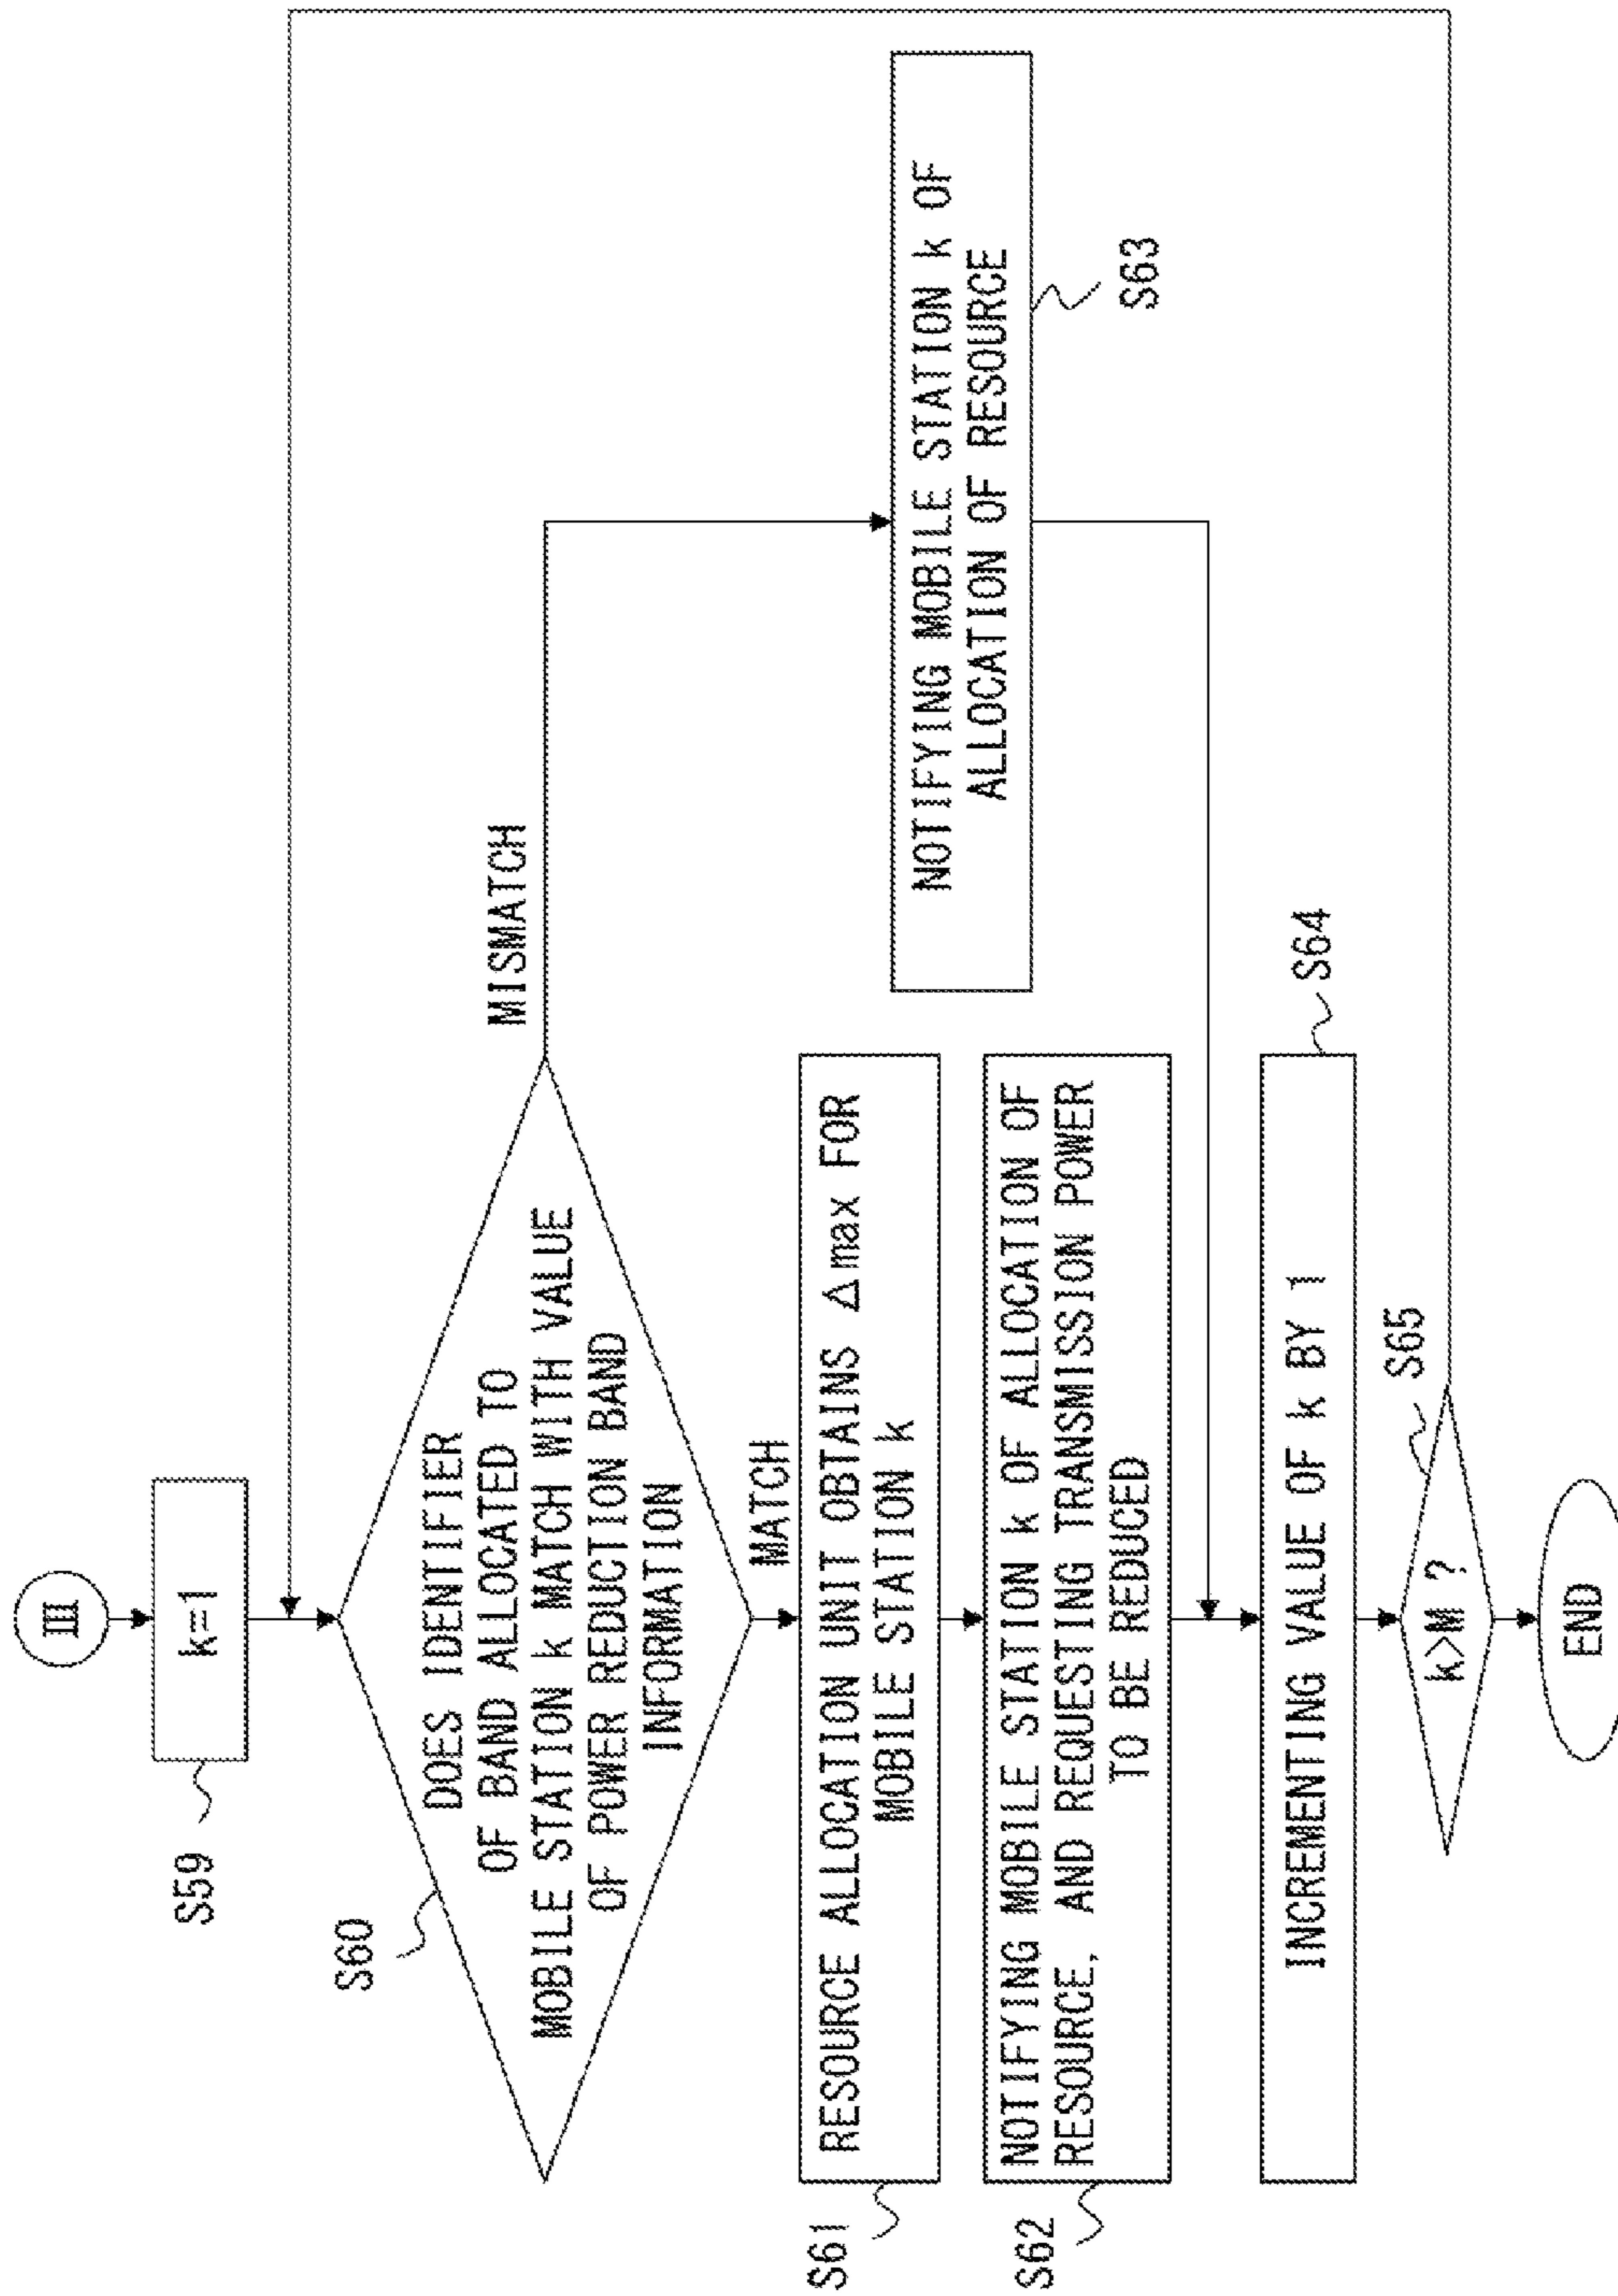 III
k=1
S59
DOES IDENTIFIER
OF BAND ALLOCATED TO
MOBILE STATION k MATCH WITH VALUE
OF POWER REDUCTION BAND
INFORMATION
S60
MISMATCH
MATCH
RESOURCE ALLOCATION UNIT OBTAINS Δmax FOR
MOBILE STATION k
S61
NOTIFYING MOBILE STATION k OF ALLOCATION OF
RESOURCE, AND REQUESTING TRANSMISSION POWER
TO BE REDUCED
S62
NOTIFYING MOBILE STATION k OF
ALLOCATION OF RESOURCE
S63
INCREMENTING VALUE OF k BY 1
S64
k>M ?
S65
END